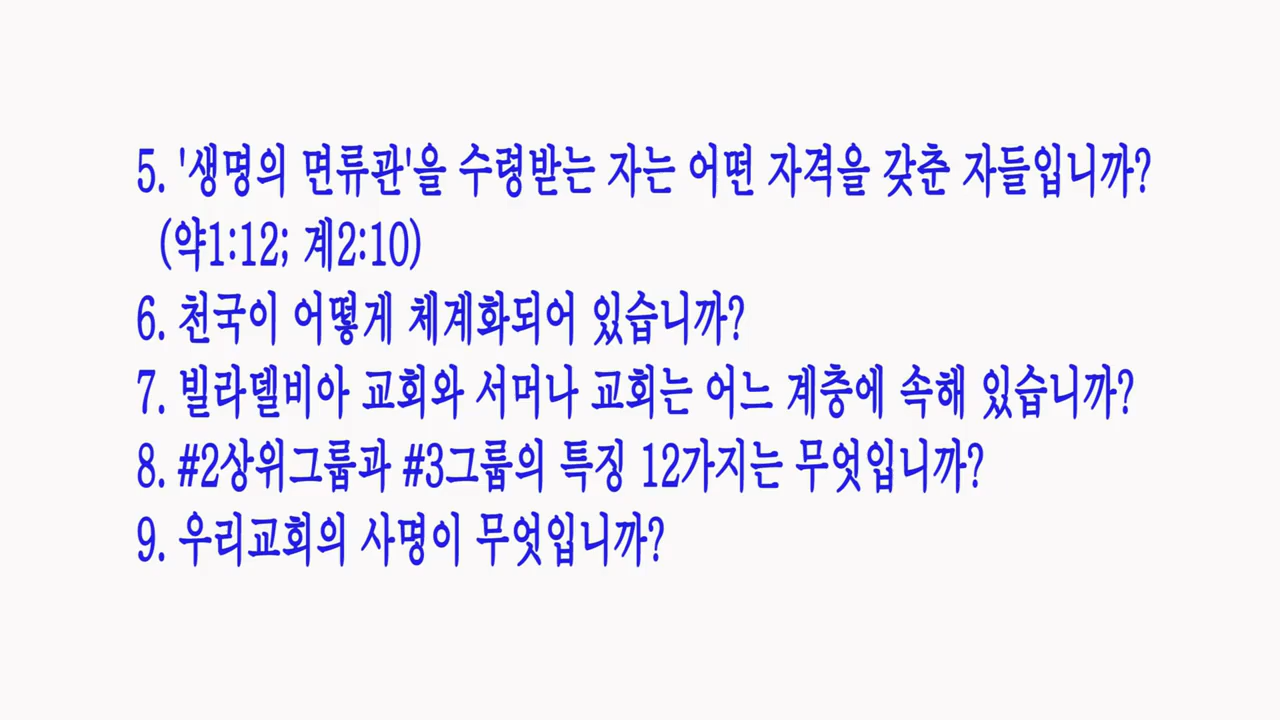 5. '생명의 면류관'을 수령받는 자는 어떤 자격을 갖춘 자들입니까?
(약1:12; 계2:10)
6. 천국이 어떻게 체계화되어 있습니까?
7. 빌라델비아 교회와 서머나 교회는 어느 계층에 속해 있습니까?
8. #2상위그룹과 #3그룹의 특징 12가지는 무엇입니까?
9. 우리교회의 사명이 무엇입니까?